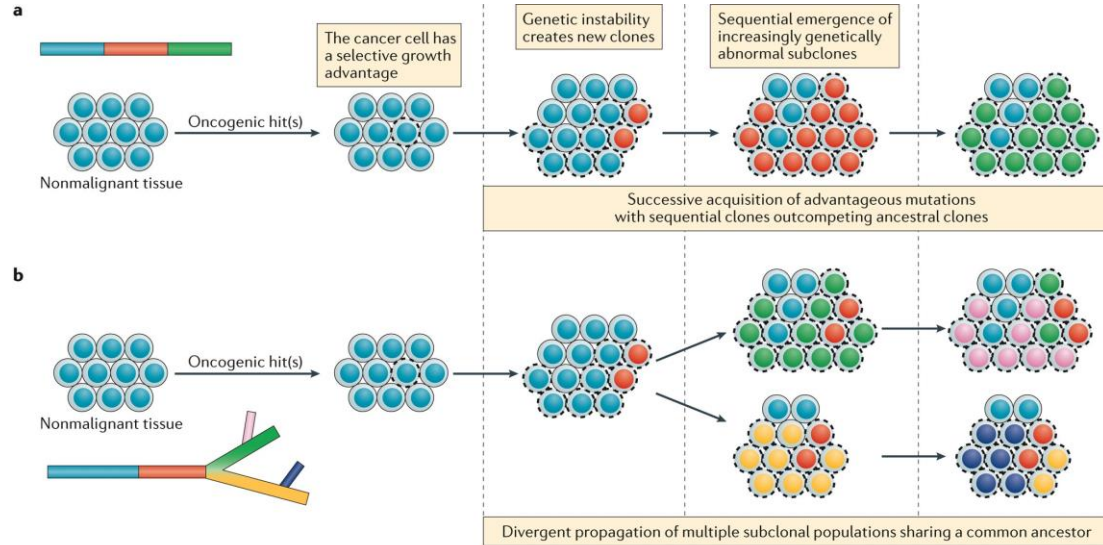 a
The cancer cell has
a selective growth
advantage
Genetic instability
creates new clones
Sequential emergence of
increasingly genetically
abnormal subclones
Oncogenic hit(s)
Nonmalignant tissue
Successive acquisition of advantageous mutations
with sequential clones outcompeting ancestral clones
b
Oncogenic hit(s)
Nonmalignant tissue
Divergent propagation of multiple subclonal populations sharing a common ancestor